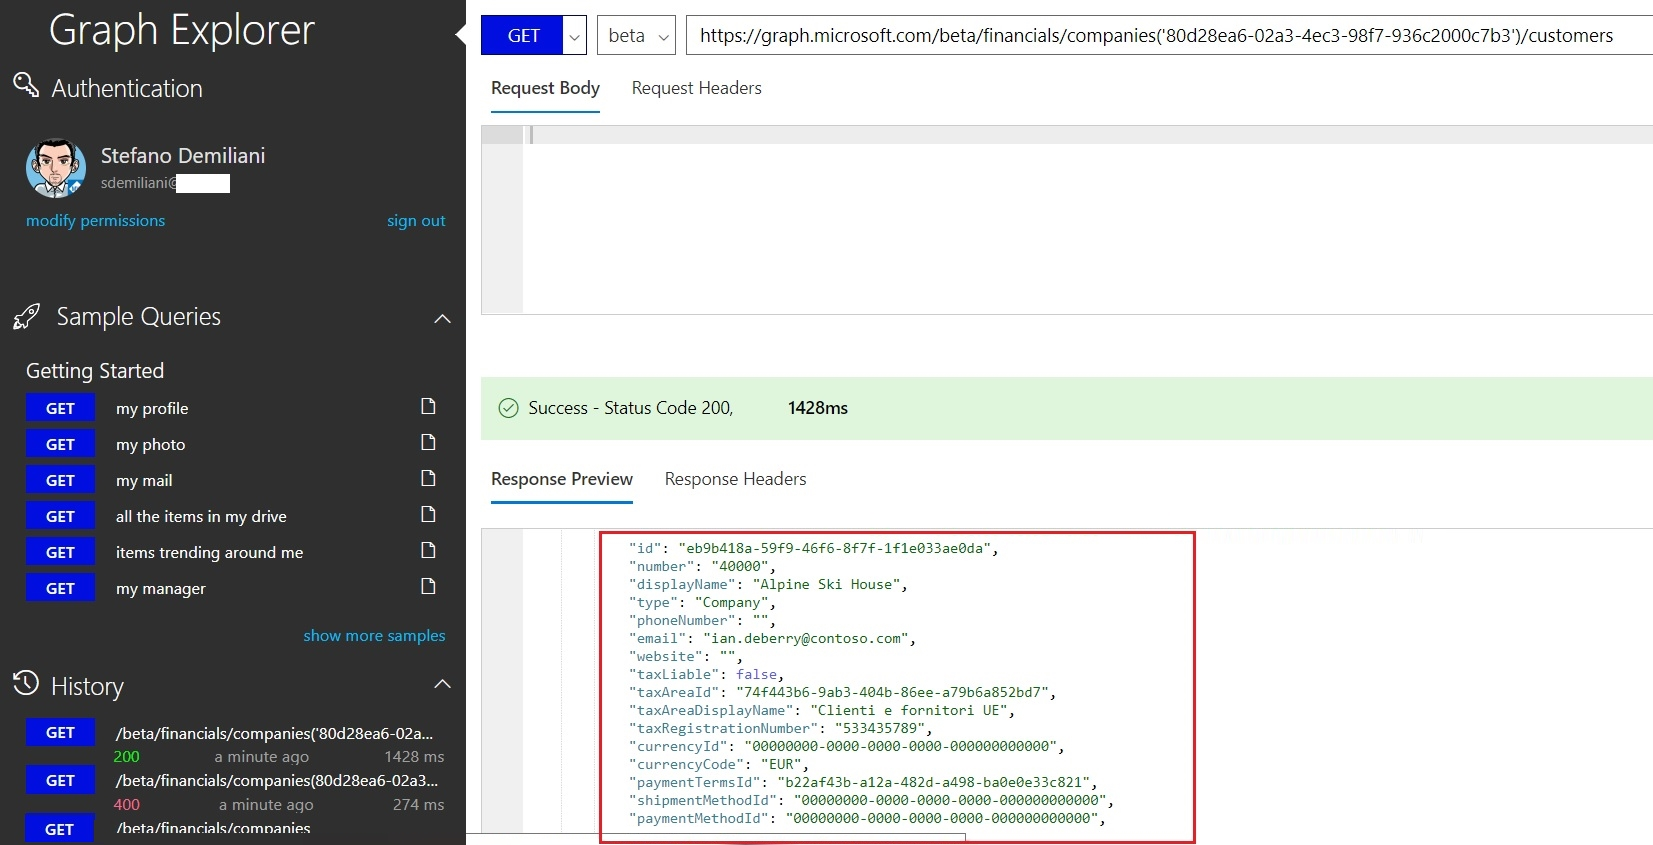 Graph Explorer
Authentication
Stefano Demiliani
sdemiliani@
modify permissions
sign out
Sample Queries
Getting Started
GET my profile
GET my photo
GET my mail
GET all the items in my drive
GET items trending around me
GET my manager
show more samples
History
GET /beta/financials/companies('80d28ea6-02a...
200 a minute ago 1428 ms
GET /beta/financials/companies(80d28ea6-02a3...
400 a minute ago 274 ms
GET /beta/financials/companies
GET beta https://graph.microsoft.com/beta/financials/companies('80d28ea6-02a3-4ec3-98f7-936c2000c7b3')/customers
Request Body Request Headers
Success - Status Code 200, 1428ms
Response Preview Response Headers
"id": "eb9b418a-59f9-46f6-8f7f-1f1e033ae0da",
"number": "40000",
"displayName": "Alpine Ski House",
"type": "Company",
"phoneNumber": "",
"email": "ian.deberry@contoso.com",
"website": "",
"taxLiable": false,
"taxAreaId": "74f443b6-9ab3-404b-86ee-a79b6a852bd7",
"taxAreaDisplayName": "Clienti e fornitori UE",
"taxRegistrationNumber": "533435789",
"currencyId": "00000000-0000-0000-0000-000000000000",
"currencyCode": "EUR",
"paymentTermsId": "b22af43b-a12a-482d-a498-ba0e0e33c821",
"shipmentMethodId": "00000000-0000-0000-0000-000000000000",
"paymentMethodId": "00000000-0000-0000-0000-000000000000",